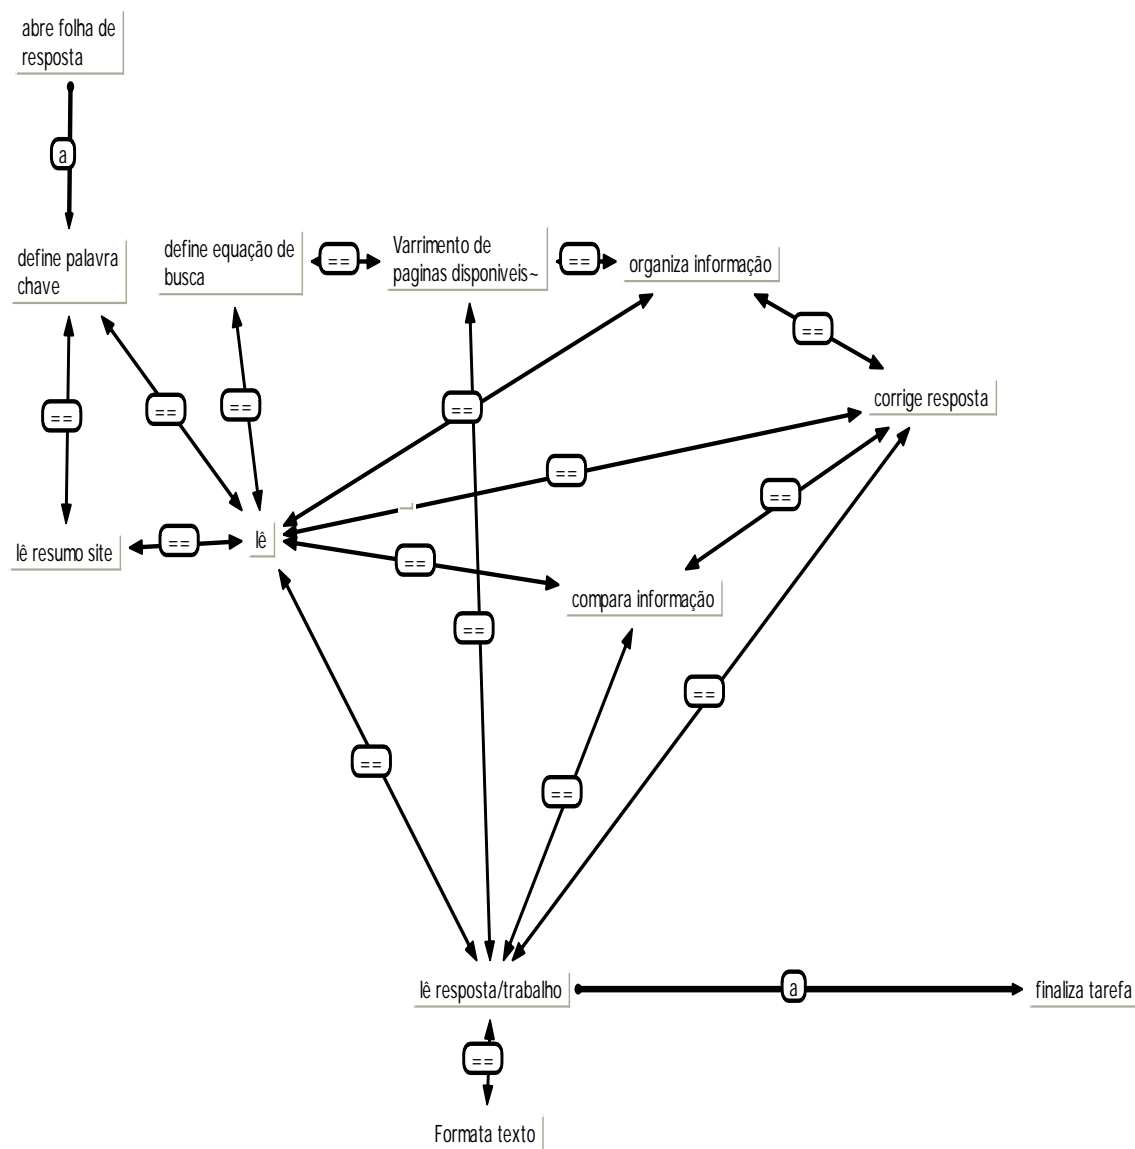 abre folha de
resposta
a
define palavra
chave
define equação de
busca
==
Varrimento de
paginas disponiveis~
==
organiza informação
==
corrige resposta
==
==
==
==
==
==
lê resumo site
==
lê
==
compara informação
==
==
==
==
lê resposta/trabalho
a
finaliza tarefa
==
Formata texto